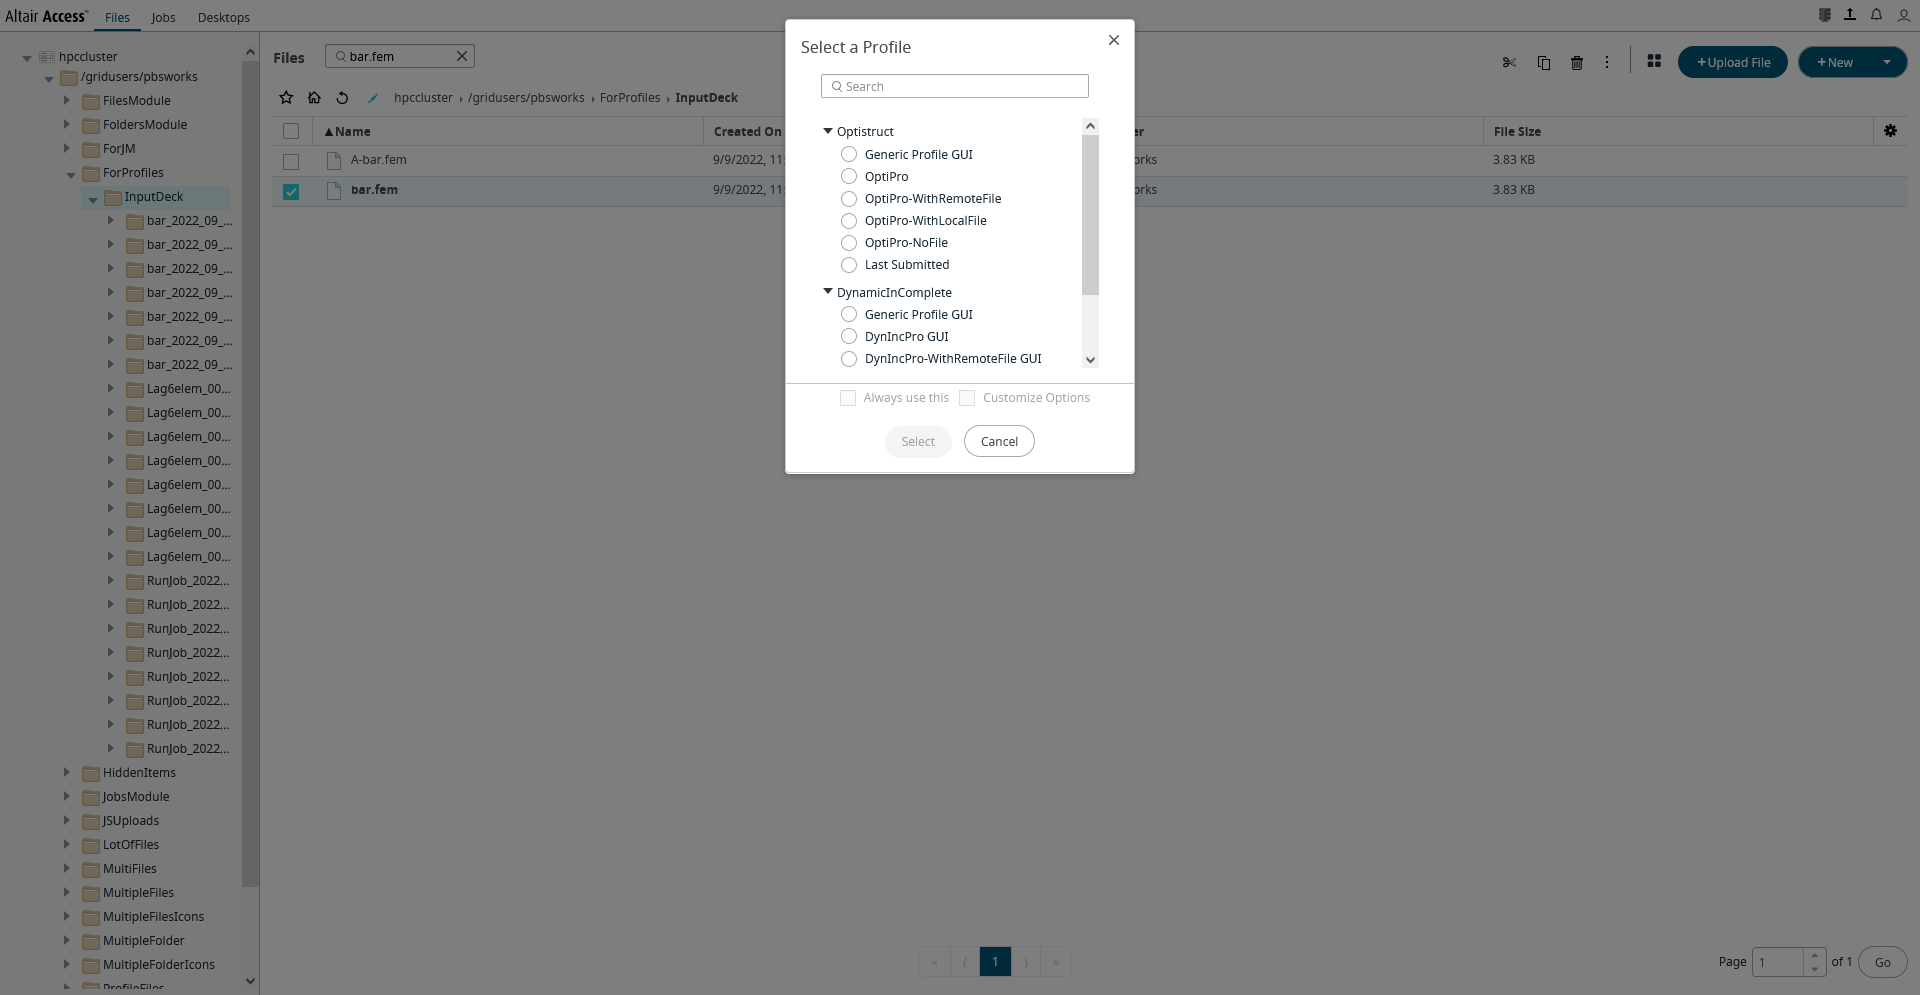 Altair Access™ Files Jobs Desktops
hpccluster
/gridusers/pbsworks
FilesModule
FoldersModule
ForJM
ForProfiles
InputDeck
bar_2022_09_...
bar_2022_09_...
bar_2022_09_...
bar_2022_09_...
bar_2022_09_...
bar_2022_09_...
bar_2022_09_...
Lag6elem_00...
Lag6elem_00...
Lag6elem_00...
Lag6elem_00...
Lag6elem_00...
Lag6elem_00...
Lag6elem_00...
Lag6elem_00...
RunJob_2022...
RunJob_2022...
RunJob_2022...
RunJob_2022...
RunJob_2022...
RunJob_2022...
RunJob_2022...
RunJob_2022...
HiddenItems
JobsModule
JSUploads
LotOfFiles
MultiFiles
MultipleFiles
MultipleFilesIcons
MultipleFolder
MultipleFolderIcons
ProfileFiles
Files bar.fem
+Upload File +New
hpccluster › /gridusers/pbsworks › ForProfiles › InputDeck
▲Name Created On er File Size
A-bar.fem 9/9/2022, 11: orks 3.83 KB
bar.fem 9/9/2022, 11: orks 3.83 KB
Select a Profile
Search
Optistruct
Generic Profile GUI
OptiPro
OptiPro-WithRemoteFile
OptiPro-WithLocalFile
OptiPro-NoFile
Last Submitted
DynamicInComplete
Generic Profile GUI
DynIncPro GUI
DynIncPro-WithRemoteFile GUI
Always use this Customize Options
Select Cancel
« ⟨ 1 ⟩ » Page 1 of 1 Go